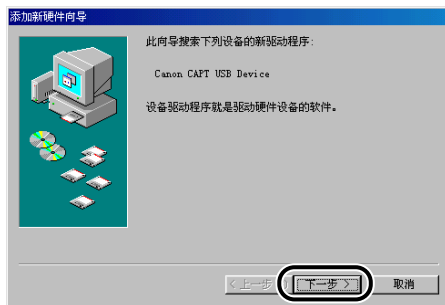 添加新硬件向导
此向导搜索下列设备的新驱动程序:
Canon CAPT USB Device
设备驱动程序就是驱动硬件设备的软件。
<上一步
下一步 >
取消